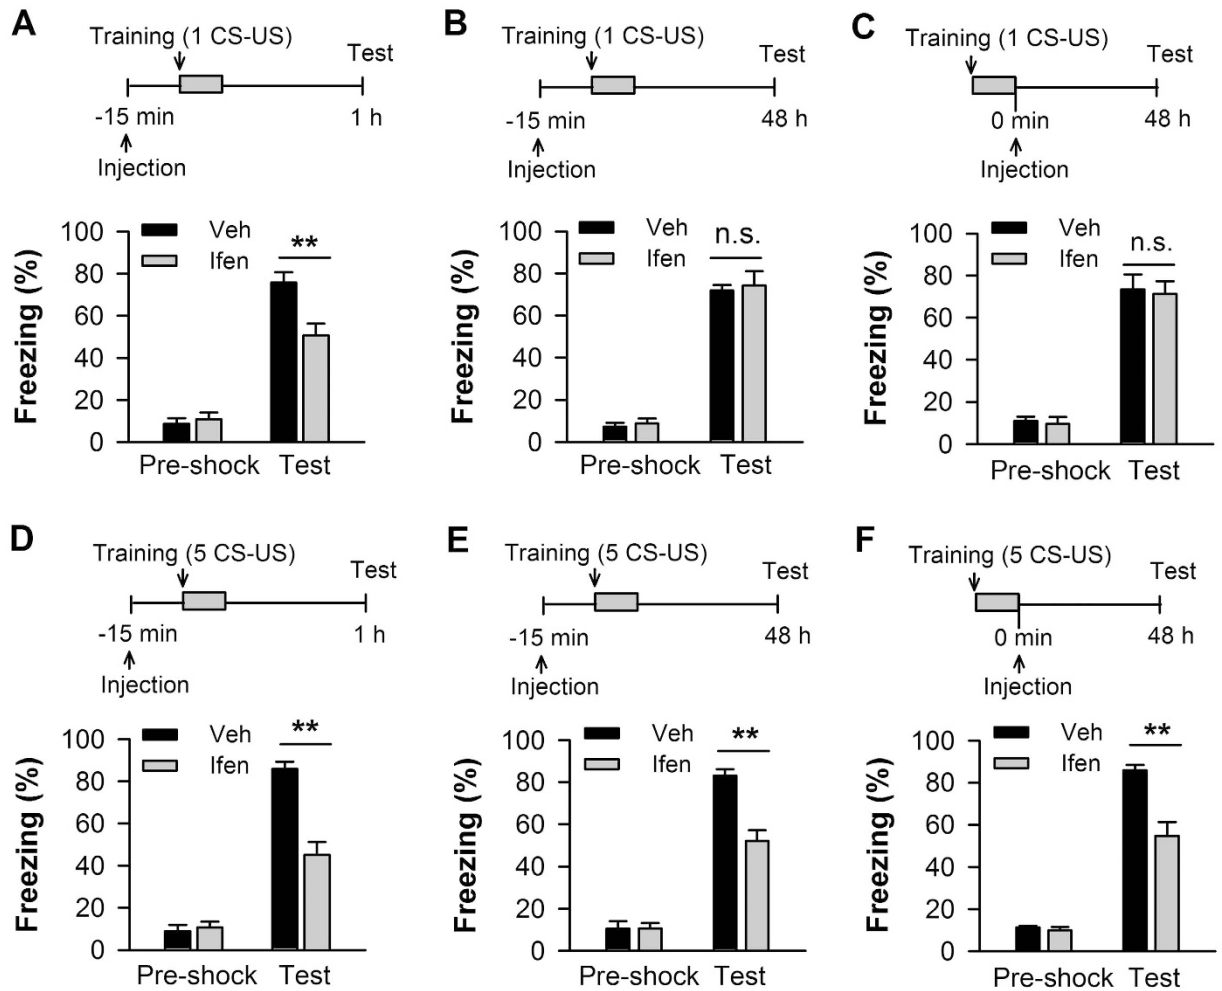 A
Training (1 CS-US)
Test
-15 min
1 h
Injection
Freezing (%)
100
80
60
40
20
0
Veh
Ifen
**
Pre-shock
Test
B
Training (1 CS-US)
Test
-15 min
48 h
Injection
Freezing (%)
100
80
60
40
20
0
Veh
Ifen
n.s.
Pre-shock
Test
C
Training (1 CS-US)
Test
0 min
48 h
Injection
Freezing (%)
100
80
60
40
20
0
Veh
Ifen
n.s.
Pre-shock
Test
D
Training (5 CS-US)
Test
-15 min
1 h
Injection
Freezing (%)
100
80
60
40
20
0
Veh
Ifen
**
Pre-shock
Test
E
Training (5 CS-US)
Test
-15 min
48 h
Injection
Freezing (%)
100
80
60
40
20
0
Veh
Ifen
**
Pre-shock
Test
F
Training (5 CS-US)
Test
0 min
48 h
Injection
Freezing (%)
100
80
60
40
20
0
Veh
Ifen
**
Pre-shock
Test